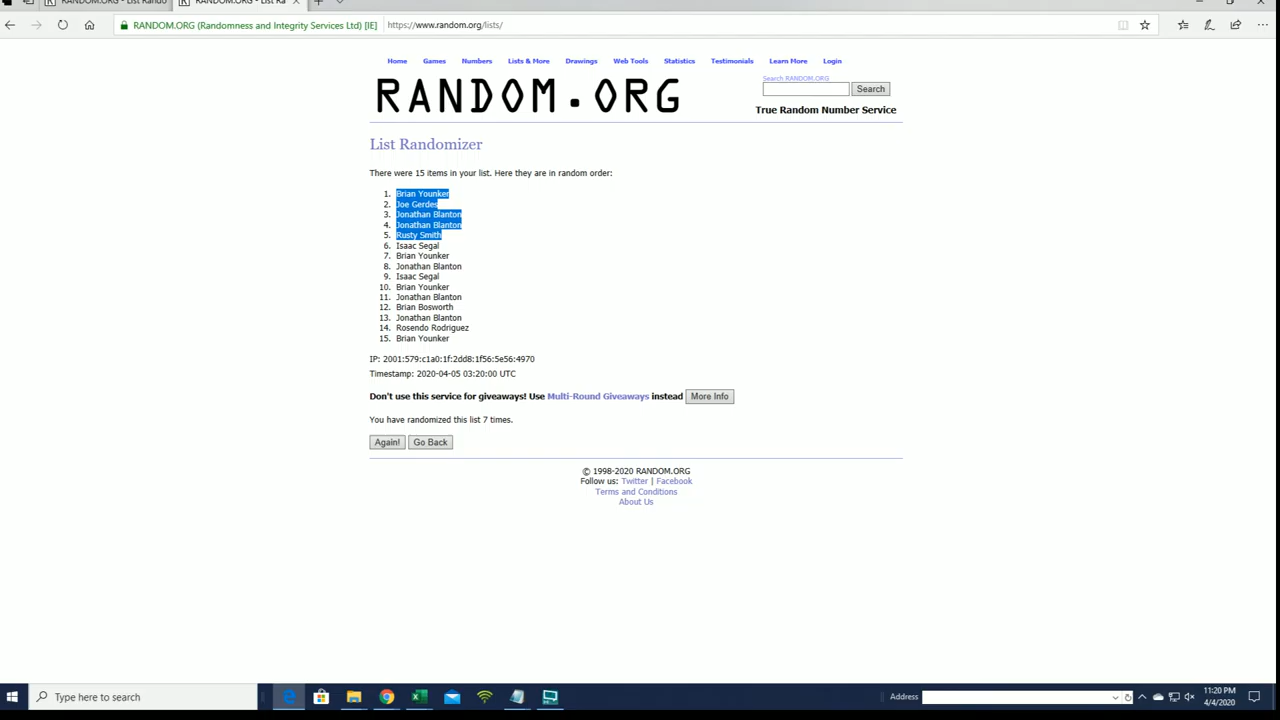 RANDOM.ORG - List Rando
RANDOM.ORG - List Ra
RANDOM.ORG (Randomness and Integrity Services Ltd) [IE]
https://www.random.org/lists/
Home Games Numbers Lists & More Drawings Web Tools Statistics Testimonials Learn More Login
RANDOM.ORG
Search RANDOM.ORG
Search
True Random Number Service
List Randomizer
There were 15 items in your list. Here they are in random order:
1. Brian Younker
2. Joe Gerdes
3. Jonathan Blanton
4. Jonathan Blanton
5. Rusty Smith
6. Isaac Segal
7. Brian Younker
8. Jonathan Blanton
9. Isaac Segal
10. Brian Younker
11. Jonathan Blanton
12. Brian Bosworth
13. Jonathan Blanton
14. Rosendo Rodriguez
15. Brian Younker
IP: 2001:579:c1a0:1f:2dd8:1f56:5e56:4970
Timestamp: 2020-04-05 03:20:00 UTC
Don't use this service for giveaways! Use Multi-Round Giveaways instead More Info
You have randomized this list 7 times.
Again! Go Back
© 1998-2020 RANDOM.ORG
Follow us: Twitter | Facebook
Terms and Conditions
About Us
Type here to search
Address
11:20 PM
4/4/2020